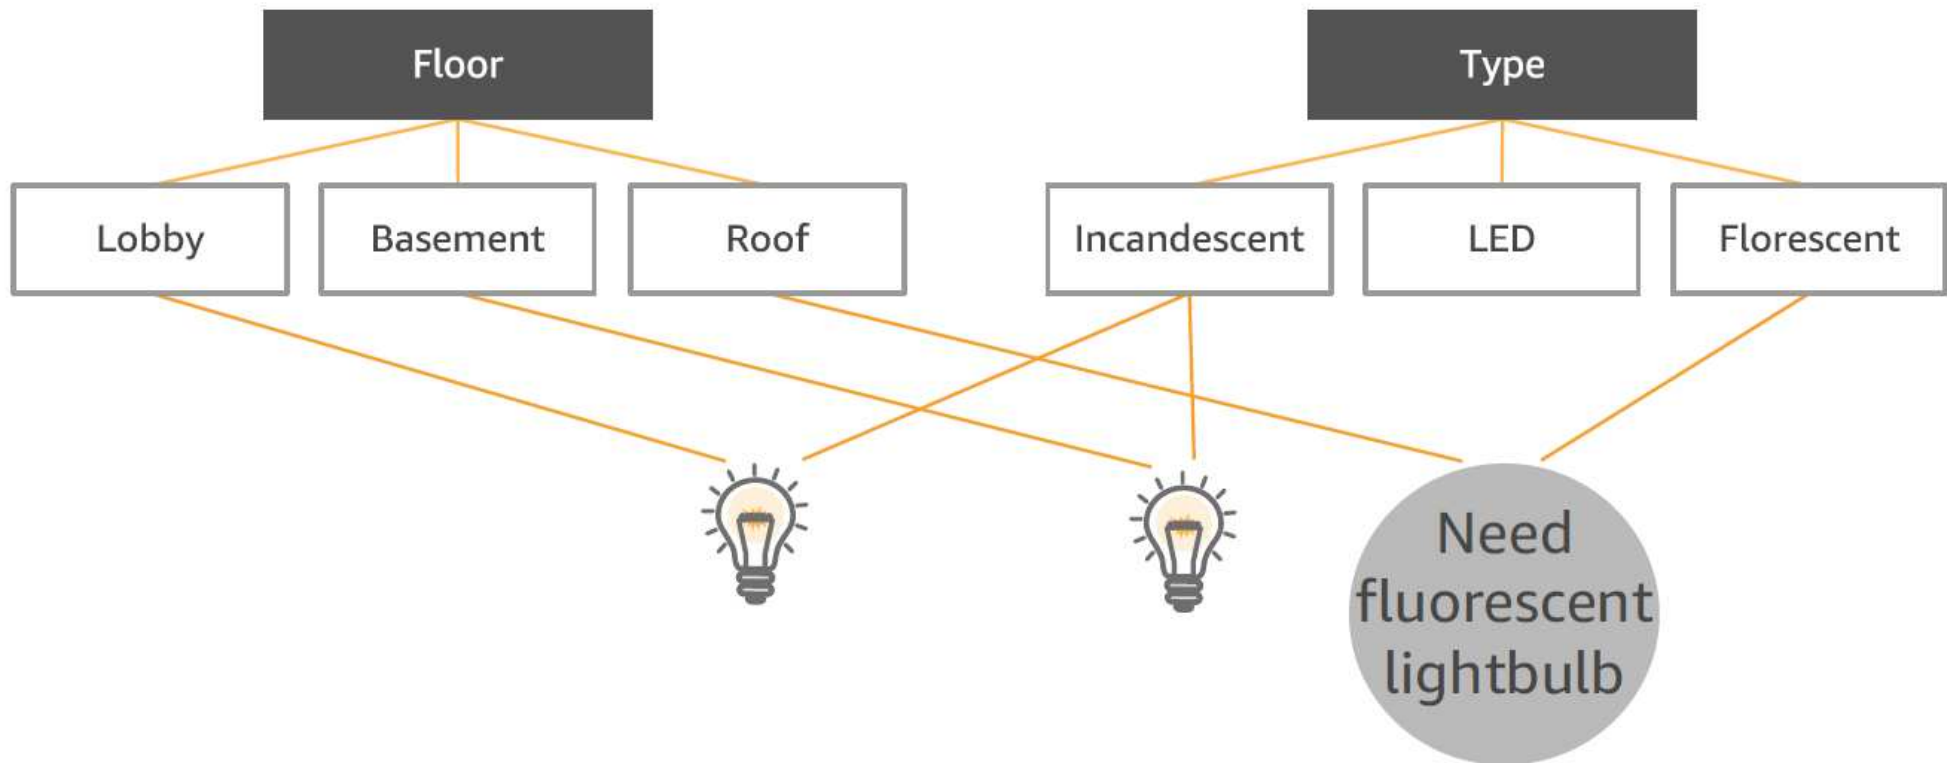 Floor
Type
Lobby
Basement
Roof
Incandescent
LED
Florescent
Need
fluorescent
lightbulb